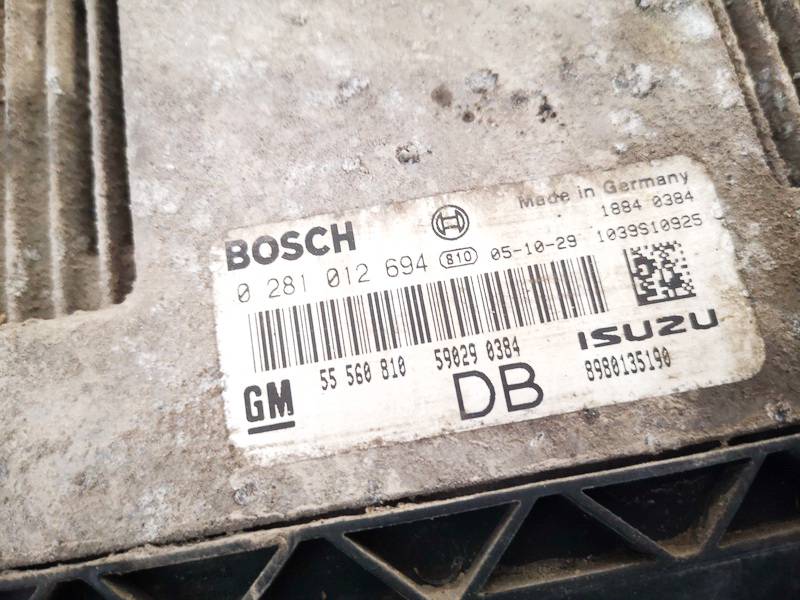 Made in Germany
1884 0384
BOSCH
0 281 012 694 810 05-10-29 1039S10925
55 560 810 59029 0384 ISUZU
GM DB 8980135190